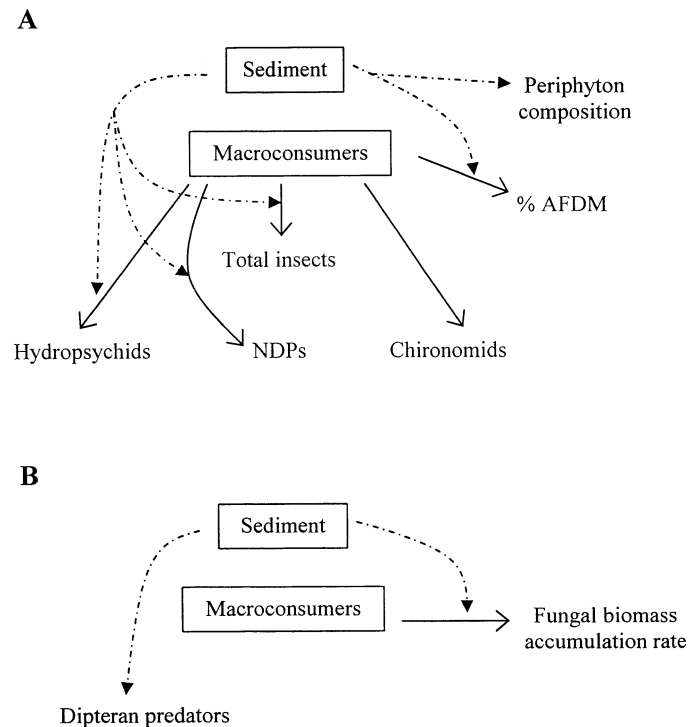 A
Sediment
Periphyton
composition
Macroconsumers
% AFDM
Total insects
Hydropsychids
NDPs
Chironomids
B
Sediment
Macroconsumers
Fungal biomass
accumulation rate
Dipteran predators